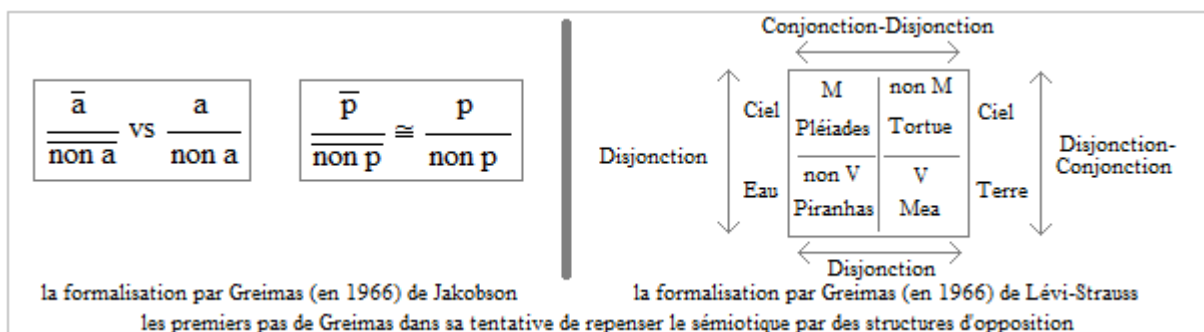 a̅ / n̅o̅n̅ a̅ vs a / non a
p̅ / n̅o̅n̅ p̅ ≅ p / non p
Conjonction-Disjonction
Ciel M non M Ciel
Pléiades Tortue
Disjonction
Disjonction-
Conjonction
non V V
Eau Terre
Piranhas Mea
Disjonction
la formalisation par Greimas (en 1966) de Jakobson
la formalisation par Greimas (en 1966) de Lévi-Strauss
les premiers pas de Greimas dans sa tentative de repenser le sémiotique par des structures d'opposition